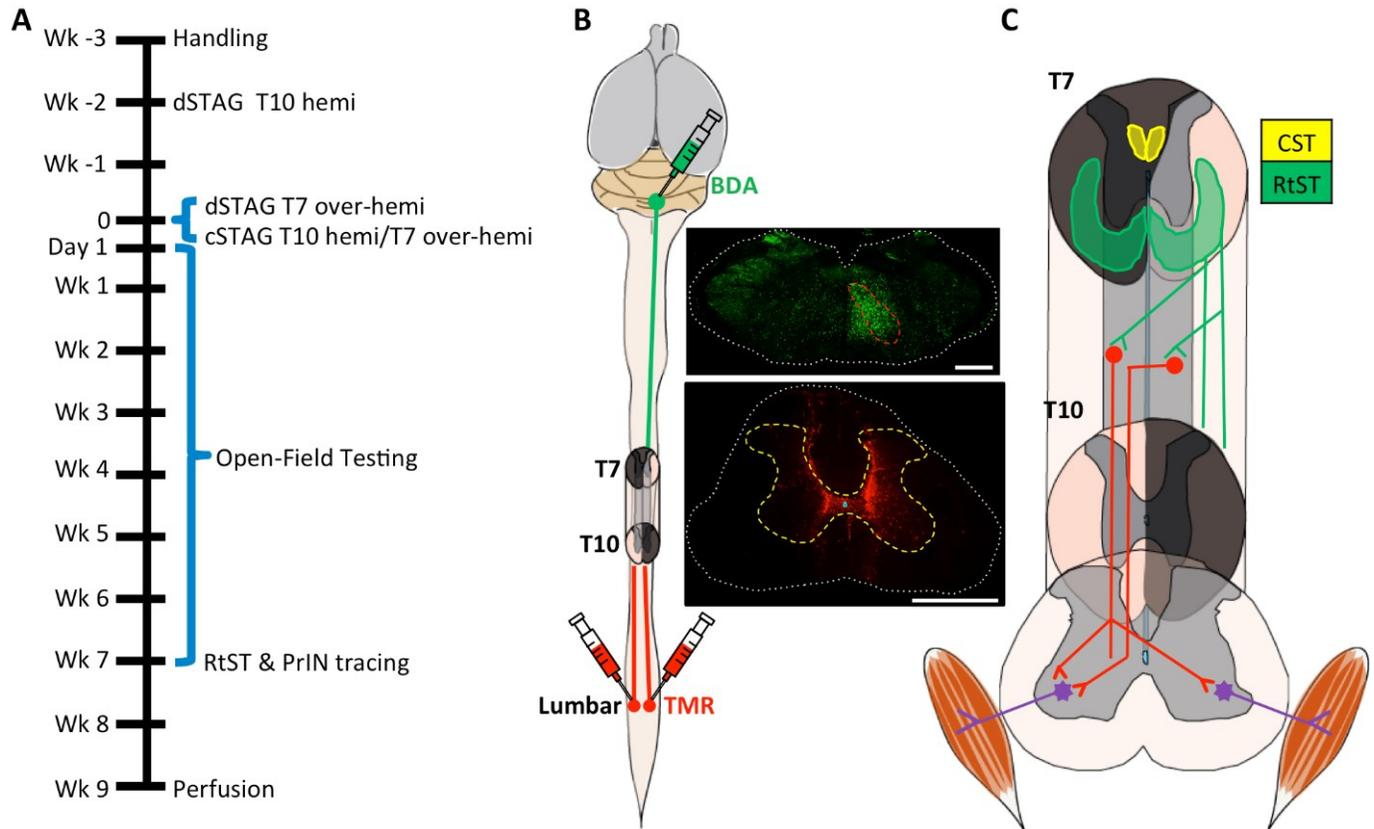 A
Wk -3 Handling
Wk -2 dSTAG T10 hemi
Wk -1
0 dSTAG T7 over-hemi
cSTAG T10 hemi/T7 over-hemi
Day 1
Wk 1
Wk 2
Wk 3
Wk 4 Open-Field Testing
Wk 5
Wk 6
Wk 7 RtST & PrIN tracing
Wk 8
Wk 9 Perfusion
B
BDA
T7
T10
Lumbar TMR
C
T7
CST
RtST
T10